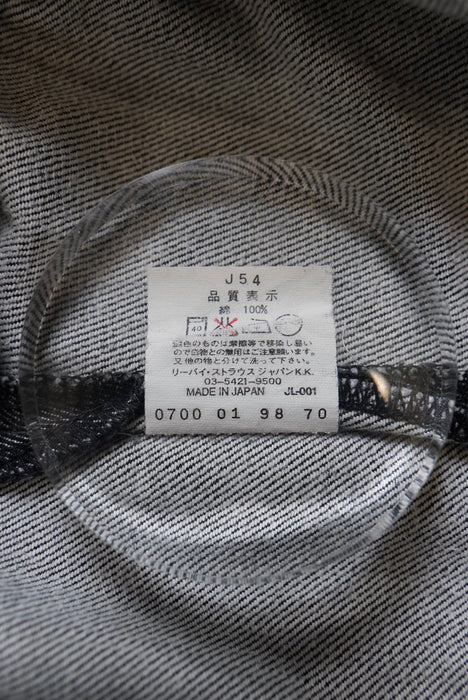 J54
品質表示
綿 100%
40
濃色のものは摩擦等で移染し易い
ので白物との兼用はご注意願います。
又他の物と分けて洗って下さい。
リーバイ・ストラウス ジャパンK.K.
03-5421-9500
MADE IN JAPAN JL-001
0700 01 98 70